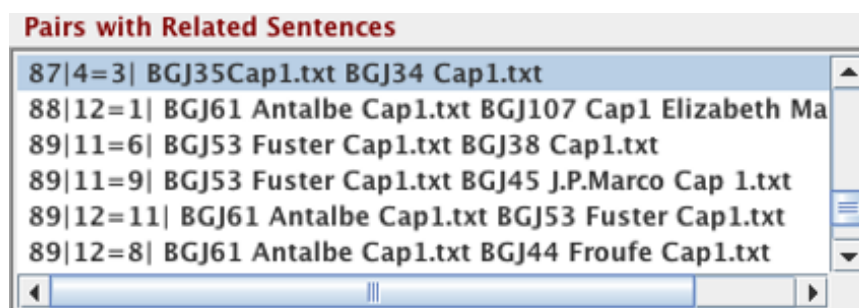 Pairs with Related Sentences
87|4=3| BGJ35Cap1.txt BGJ34 Cap1.txt
88|12=1| BGJ61 Antalbe Cap1.txt BGJ107 Cap1 Elizabeth Ma
89|11=6| BGJ53 Fuster Cap1.txt BGJ38 Cap1.txt
89|11=9| BGJ53 Fuster Cap1.txt BGJ45 J.P.Marco Cap 1.txt
89|12=11| BGJ61 Antalbe Cap1.txt BGJ53 Fuster Cap1.txt
89|12=8| BGJ61 Antalbe Cap1.txt BGJ44 Froufe Cap1.txt